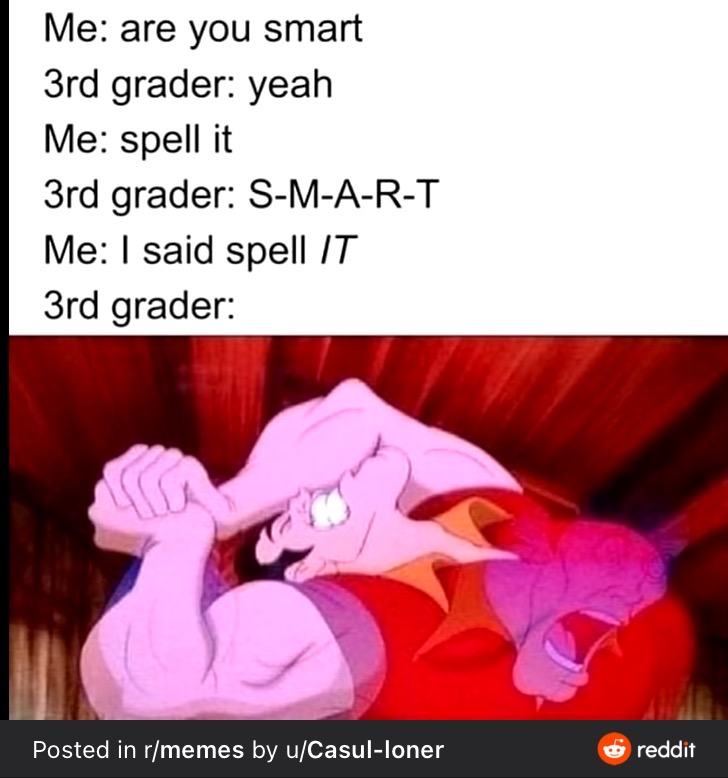 Me: are you smart
3rd grader: yeah
Me: spell it
3rd grader: S-M-A-R-T
Me: I said spell IT
3rd grader:
Posted in r/memes by u/Casul-loner
reddit